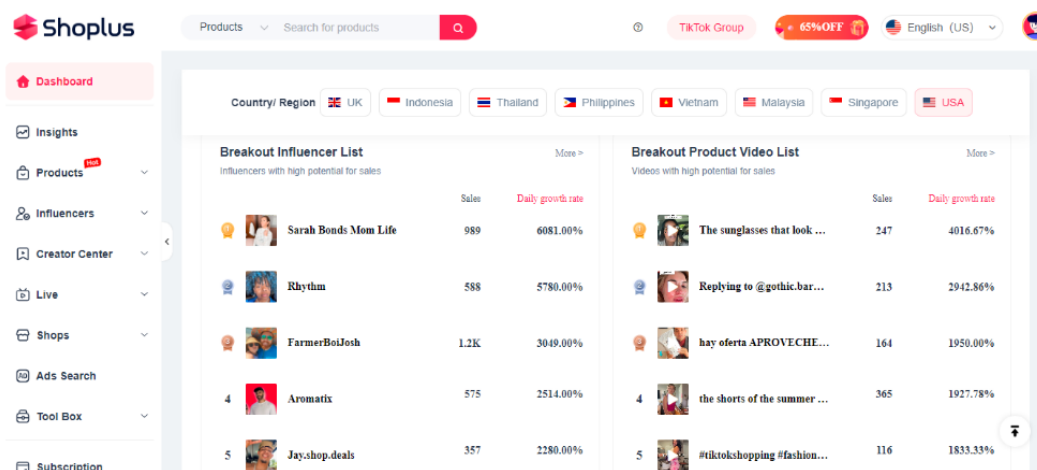 Shoplus
Products Search for products TikTok Group 65%OFF English (US)
Dashboard
Insights
Products Hot
Influencers
Creator Center
Live
Shops
Ads Search
Tool Box
Subscription
Country/ Region UK Indonesia Thailand Philippines Vietnam Malaysia Singapore USA
Breakout Influencer List More >
Influencers with high potential for sales
Sales Daily growth rate
1 Sarah Bonds Mom Life 989 6081.00%
2 Rhythm 588 5780.00%
3 FarmerBoiJosh 1.2K 3049.00%
4 Aromatix 575 2514.00%
5 Jay.shop.deals 357 2280.00%
Breakout Product Video List More >
Videos with high potential for sales
Sales Daily growth rate
1 The sunglasses that look ... 247 4016.67%
2 Replying to @gothic.bar... 213 2942.86%
3 hay oferta APROVECHE... 164 1950.00%
4 the shorts of the summer ... 365 1927.78%
5 #tiktokshopping #fashion... 116 1833.33%